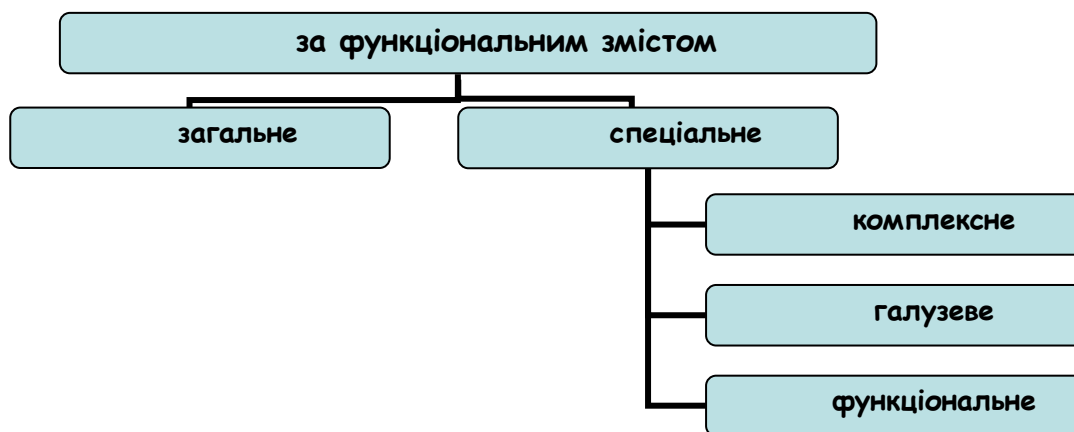 за функціональним змістом
загальне
спеціальне
комплексне
галузеве
функціональне